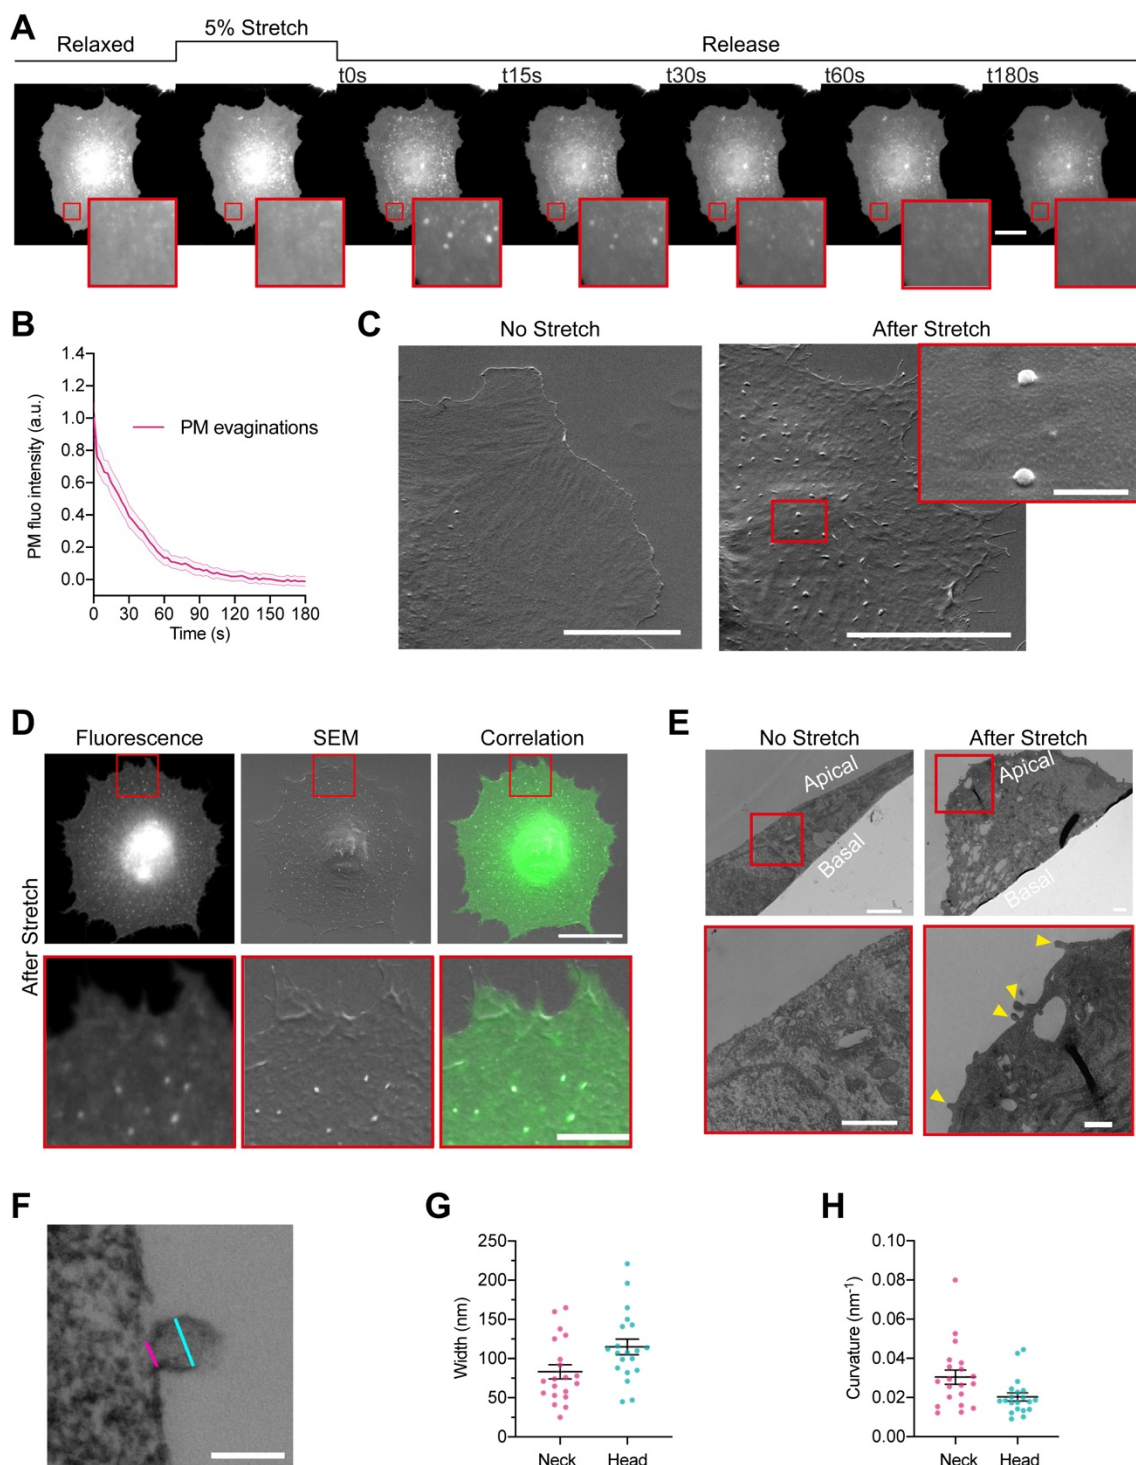 A
Relaxed
5% Stretch
Release
t0s
t15s
t30s
t60s
t180s
B
1.4
1.2
1.0
0.8
0.6
0.4
0.2
0.0
PM fluo intensity (a.u.)
PM evaginations
0 30 60 90 120 150 180
Time (s)
C
No Stretch
After Stretch
D
Fluorescence
SEM
Correlation
After Stretch
E
No Stretch
After Stretch
Apical
Basal
Apical
Basal
F
G
250
200
150
100
50
0
Width (nm)
Neck Head
H
0.10
0.08
0.06
0.04
0.02
0.00
Curvature (nm⁻¹)
Neck Head